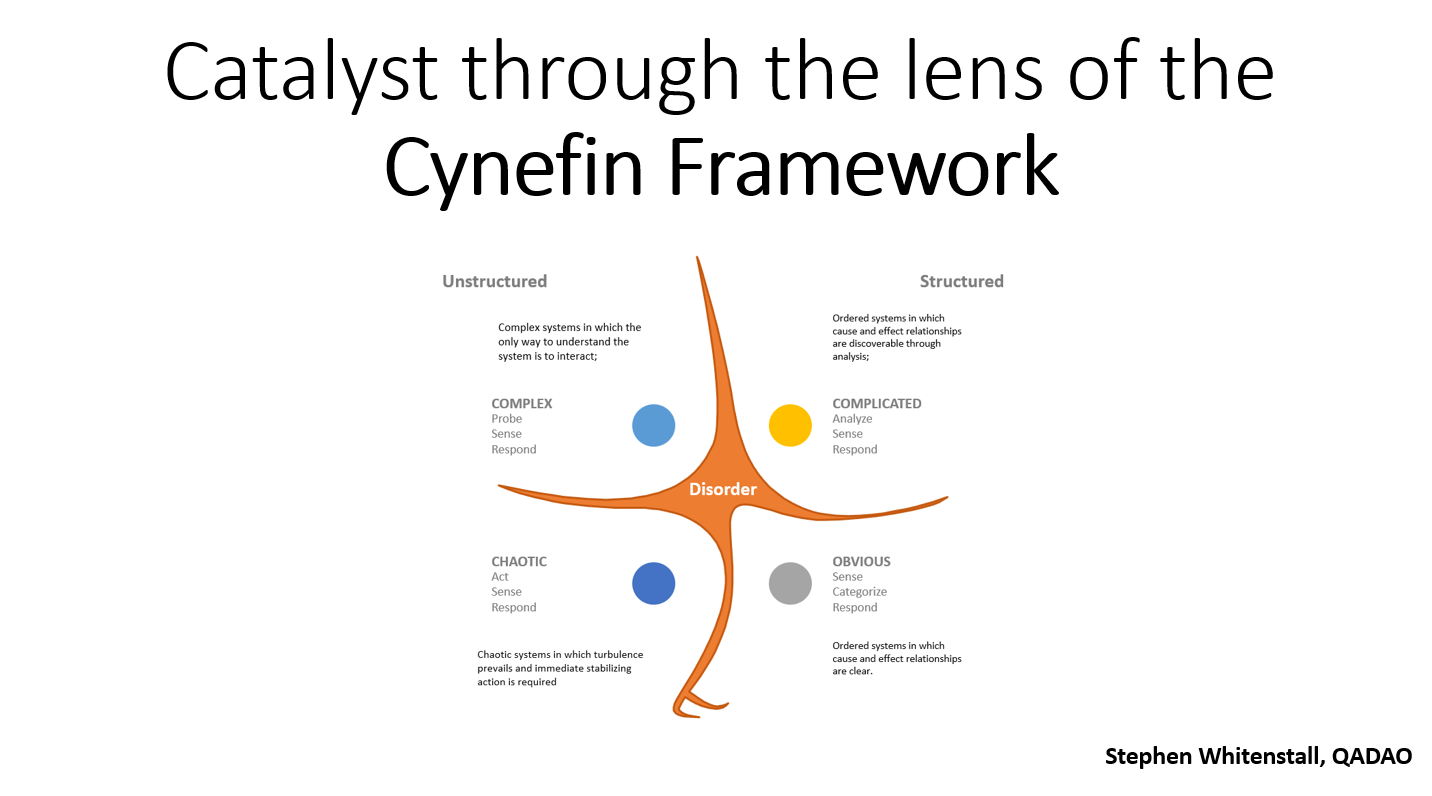 Catalyst through the lens of the
Cynefin Framework
Unstructured
Structured
Complex systems in which the
only way to understand the
system is to interact;
Ordered systems in which
cause and effect relationships
are discoverable through
analysis;
COMPLEX
Probe
Sense
Respond
COMPLICATED
Analyze
Sense
Respond
Disorder
CHAOTIC
Act
Sense
Respond
OBVIOUS
Sense
Categorize
Respond
Chaotic systems in which turbulence
prevails and immediate stabilizing
action is required
Ordered systems in which
cause and effect relationships
are clear.
Stephen Whitenstall, QADAO